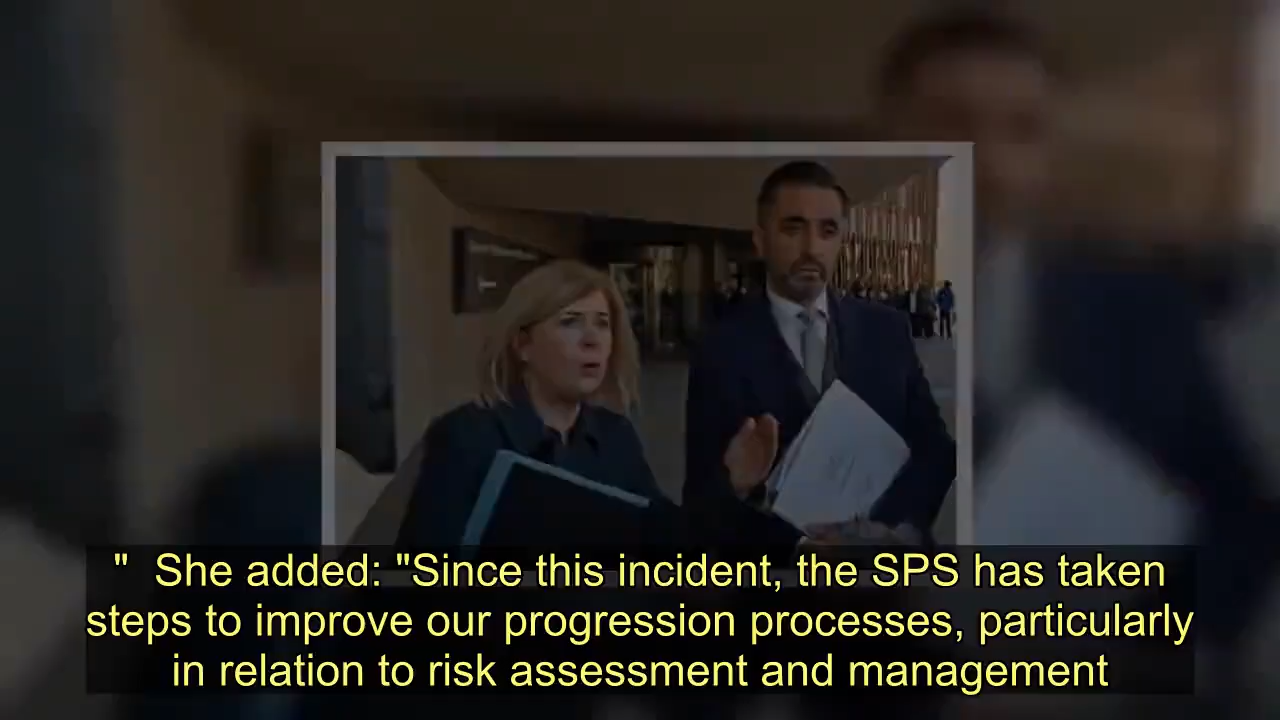 "  She added: "Since this incident, the SPS has taken
steps to improve our progression processes, particularly
in relation to risk assessment and management